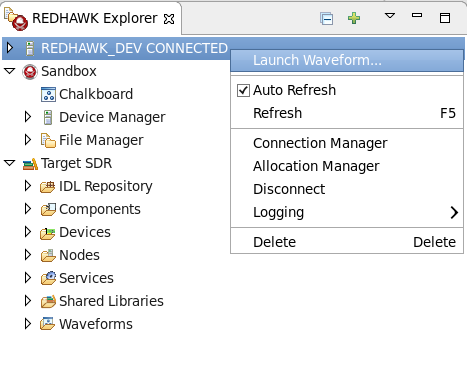 REDHAWK Explorer
REDHAWK_DEV CONNECTED
Launch Waveform...
Sandbox
Chalkboard
Auto Refresh
Device Manager
Refresh F5
File Manager
Connection Manager
Target SDR
Allocation Manager
IDL Repository
Disconnect
Components
Logging
Devices
Nodes
Delete Delete
Services
Shared Libraries
Waveforms